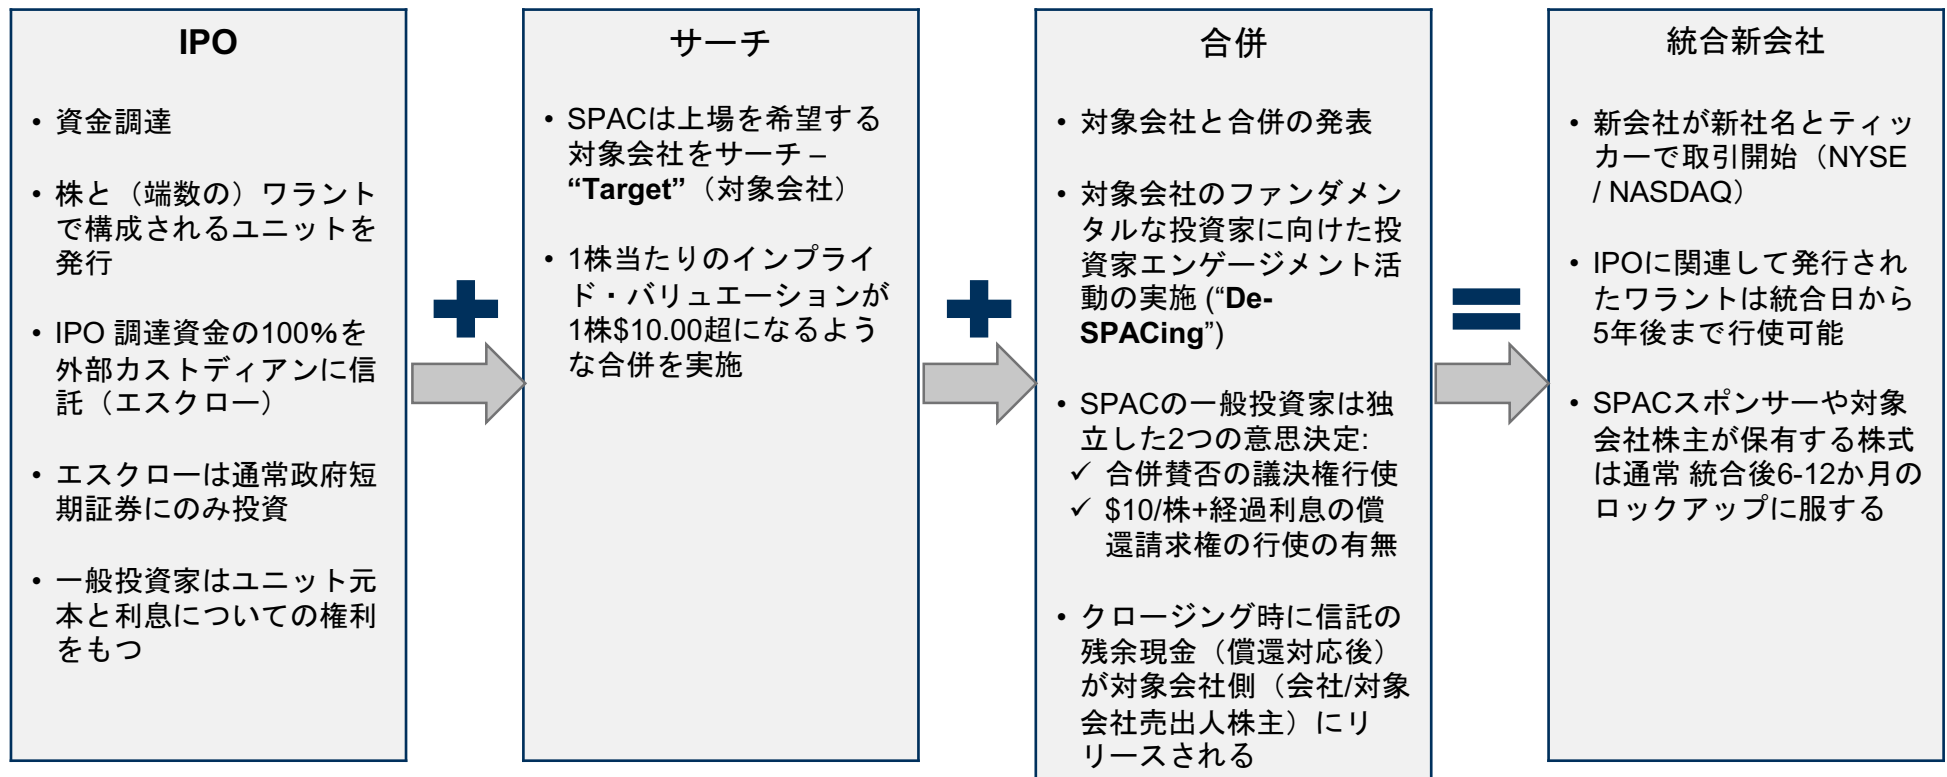 IPO
• 資金調達
• 株と（端数の）ワラント
で構成されるユニットを
発行
• IPO 調達資金の100%を
外部カストディアンに信
託（エスクロー）
• エスクローは通常政府短
期証券にのみ投資
• 一般投資家はユニット元
本と利息についての権利
をもつ
サーチ
• SPACは上場を希望する
対象会社をサーチ –
“Target”（対象会社）
• 1株当たりのインプライ
ド・バリュエーションが
1株$10.00超になるよう
な合併を実施
合併
• 対象会社と合併の発表
• 対象会社のファンダメン
タルな投資家に向けた投
資家エンゲージメント活
動の実施 (“De-
SPACing”)
• SPACの一般投資家は独
立した2つの意思決定:
✓ 合併賛否の議決権行使
✓ $10/株+経過利息の償
還請求権の行使の有無
• クロージング時に信託の
残余現金（償還対応後）
が対象会社側（会社/対象
会社売出人株主）にリ
リースされる
統合新会社
• 新会社が新社名とティッ
カーで取引開始（NYSE
/ NASDAQ）
• IPOに関連して発行され
たワラントは統合日から
5年後まで行使可能
• SPACスポンサーや対象
会社株主が保有する株式
は通常 統合後6-12か月の
ロックアップに服する